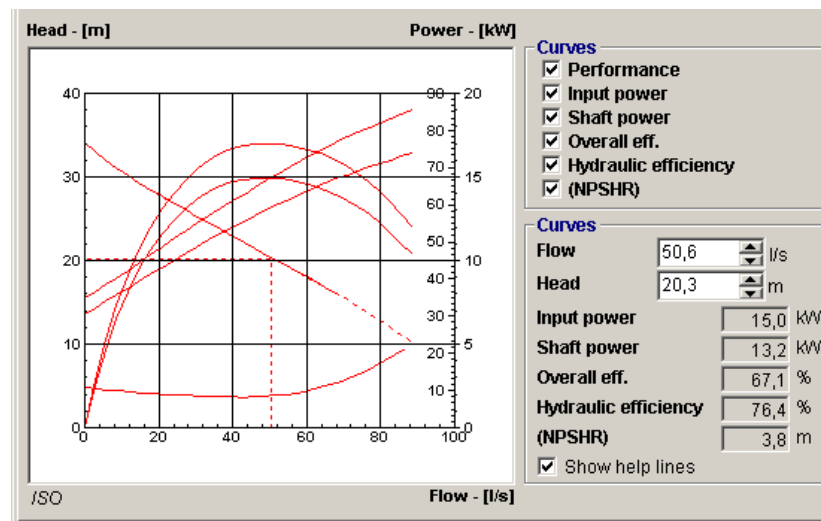 Head - [m]
Power - [kW]
40
30
20
10
0
90
80
70
60
50
40
30
20
10
20
15
10
5
0
0
20
40
60
80
100
ISO
Flow - [l/s]
Curves
Performance
Input power
Shaft power
Overall eff.
Hydraulic efficiency
(NPSHR)
Curves
Flow 50,6 l/s
Head 20,3 m
Input power 15,0 kW
Shaft power 13,2 kW
Overall eff. 67,1 %
Hydraulic efficiency 76,4 %
(NPSHR) 3,8 m
Show help lines